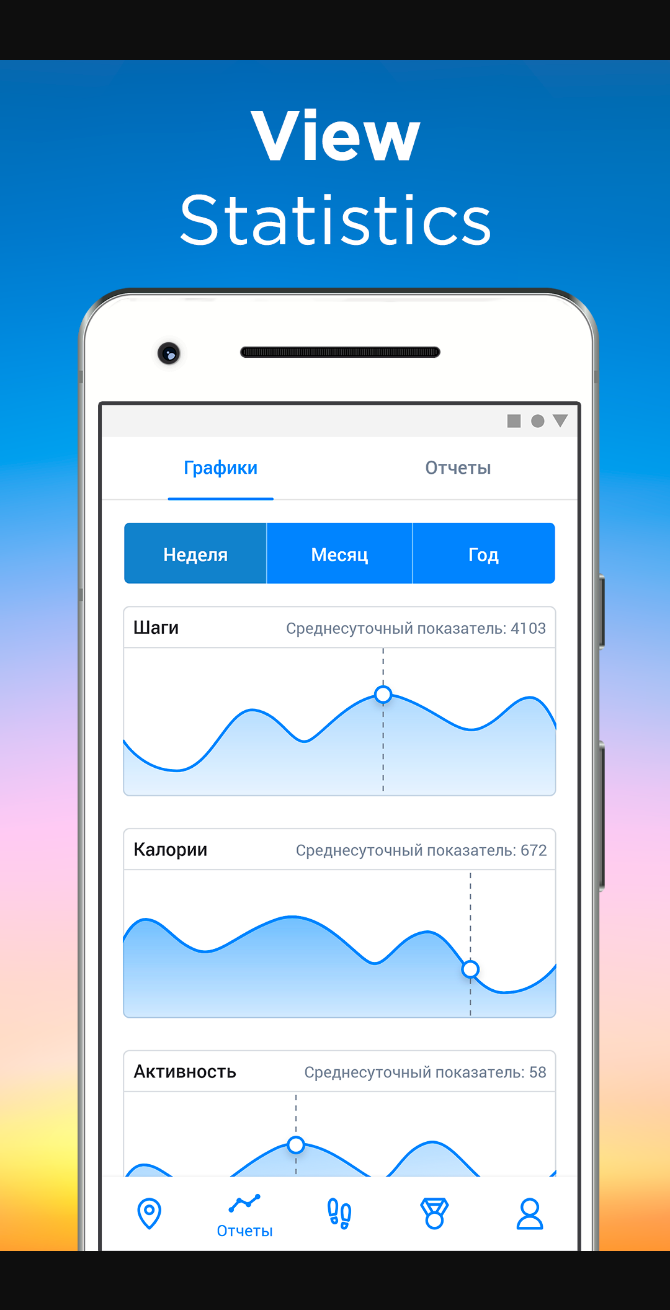 View
Statistics
Графики Отчеты
Неделя Месяц Год
Шаги Среднесуточный показатель: 4103
Калории Среднесуточный показатель: 672
Активность Среднесуточный показатель: 58
Отчеты